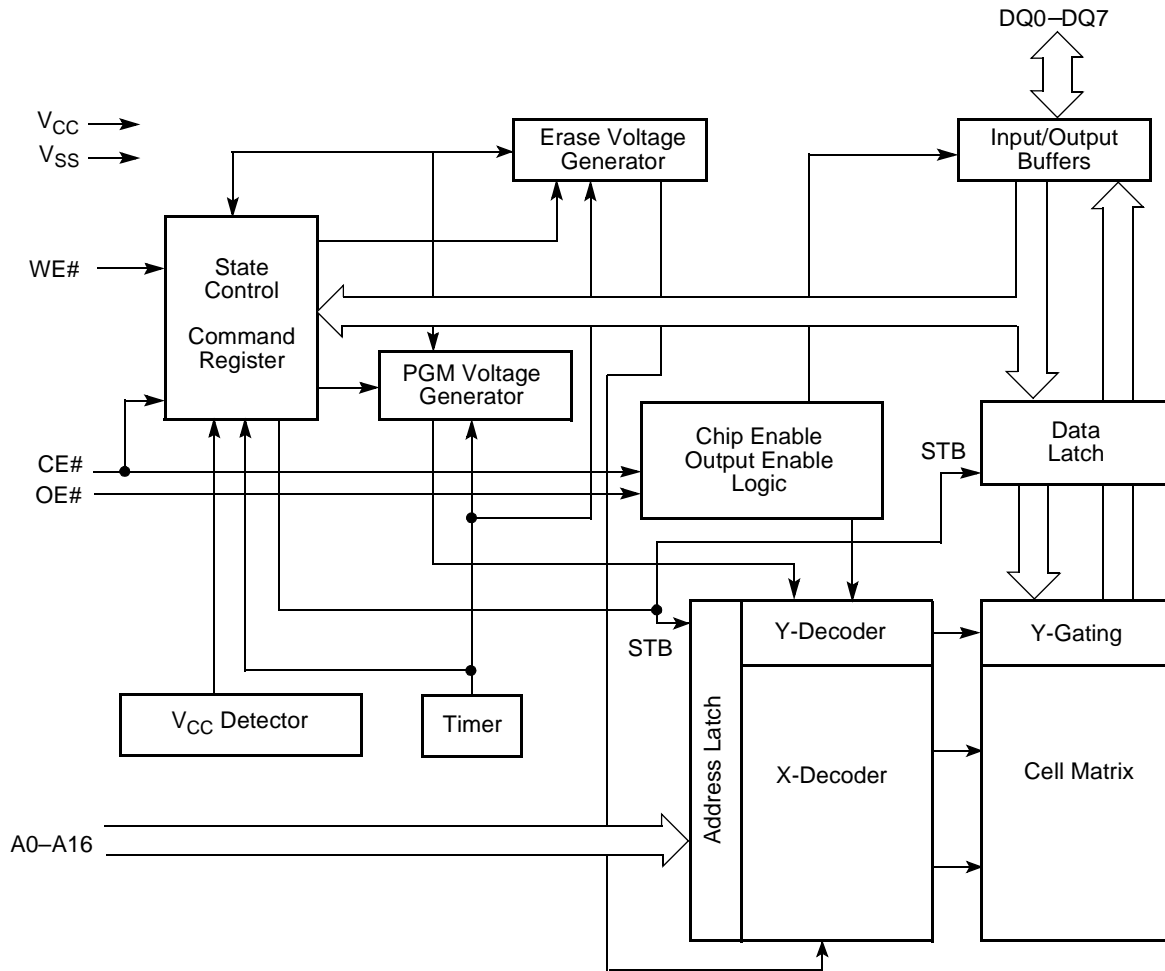 DQ0–DQ7
VCC
VSS
Erase Voltage
Generator
Input/Output
Buffers
WE#
State
Control
Command
Register
PGM Voltage
Generator
Chip Enable
Output Enable
Logic
STB
Data
Latch
CE#
OE#
STB
Address Latch
Y-Decoder
Y-Gating
VCC Detector
Timer
X-Decoder
Cell Matrix
A0–A16